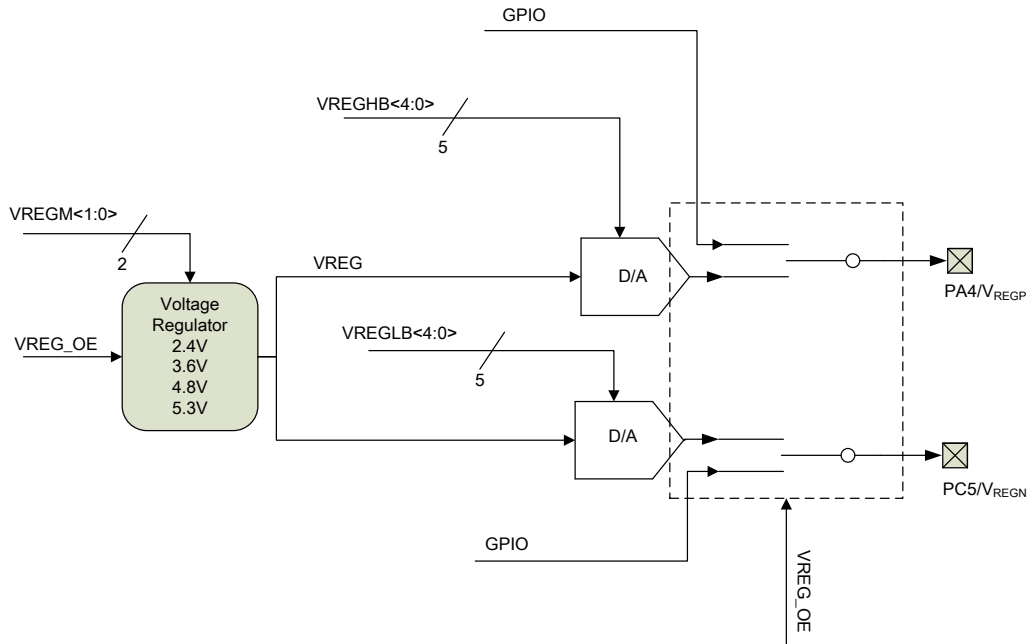 GPIO
VREGHB<4:0>
5
VREGM<1:0>
2
VREG
D/A
PA4/VREGP
Voltage
Regulator
2.4V
3.6V
4.8V
5.3V
VREG_OE
VREGLB<4:0>
5
D/A
PC5/VREGN
GPIO
VREG_OE